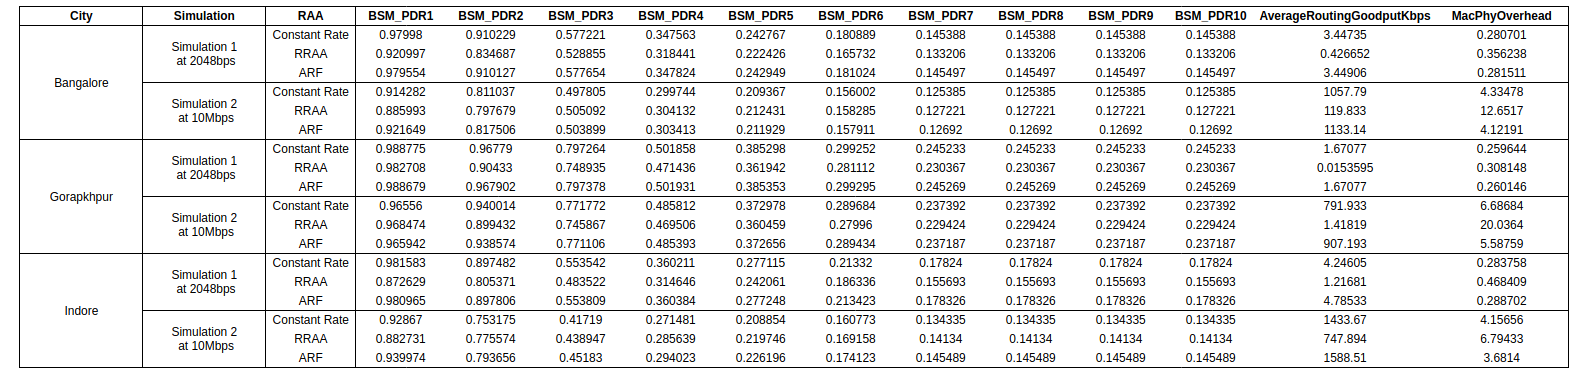 City Simulation RAA BSM_PDR1 BSM_PDR2 BSM_PDR3 BSM_PDR4 BSM_PDR5 BSM_PDR6 BSM_PDR7 BSM_PDR8 BSM_PDR9 BSM_PDR10 AverageRoutingGoodputKbps MacPhyOverhead
Bangalore
Simulation 1
at 2048bps
Constant Rate 0.97998 0.910229 0.577221 0.347563 0.242767 0.180889 0.145388 0.145388 0.145388 0.145388 3.44735 0.280701
RRAA 0.920997 0.834687 0.528855 0.318441 0.222426 0.165732 0.133206 0.133206 0.133206 0.133206 0.426652 0.356238
ARF 0.979554 0.910127 0.577654 0.347824 0.242949 0.181024 0.145497 0.145497 0.145497 0.145497 3.44906 0.281511
Simulation 2
at 10Mbps
Constant Rate 0.914282 0.811037 0.497805 0.299744 0.209367 0.156002 0.125385 0.125385 0.125385 0.125385 1057.79 4.33478
RRAA 0.885993 0.797679 0.505092 0.304132 0.212431 0.158285 0.127221 0.127221 0.127221 0.127221 119.833 12.6517
ARF 0.921649 0.817506 0.503899 0.303413 0.211929 0.157911 0.12692 0.12692 0.12692 0.12692 1133.14 4.12191
Gorapkhpur
Simulation 1
at 2048bps
Constant Rate 0.988775 0.96779 0.797264 0.501858 0.385298 0.299252 0.245233 0.245233 0.245233 0.245233 1.67077 0.259644
RRAA 0.982708 0.90433 0.748935 0.471436 0.361942 0.281112 0.230367 0.230367 0.230367 0.230367 0.0153595 0.308148
ARF 0.988679 0.967902 0.797378 0.501931 0.385353 0.299295 0.245269 0.245269 0.245269 0.245269 1.67077 0.260146
Simulation 2
at 10Mbps
Constant Rate 0.96556 0.940014 0.771772 0.485812 0.372978 0.289684 0.237392 0.237392 0.237392 0.237392 791.933 6.68684
RRAA 0.968474 0.899432 0.745867 0.469506 0.360459 0.27996 0.229424 0.229424 0.229424 0.229424 1.41819 20.0364
ARF 0.965942 0.938574 0.771106 0.485393 0.372656 0.289434 0.237187 0.237187 0.237187 0.237187 907.193 5.58759
Indore
Simulation 1
at 2048bps
Constant Rate 0.981583 0.897482 0.553542 0.360211 0.277115 0.21332 0.17824 0.17824 0.17824 0.17824 4.24605 0.283758
RRAA 0.872629 0.805371 0.483522 0.314646 0.242061 0.186336 0.155693 0.155693 0.155693 0.155693 1.21681 0.468409
ARF 0.980965 0.897806 0.553809 0.360384 0.277248 0.213423 0.178326 0.178326 0.178326 0.178326 4.78533 0.288702
Simulation 2
at 10Mbps
Constant Rate 0.92867 0.753175 0.41719 0.271481 0.208854 0.160773 0.134335 0.134335 0.134335 0.134335 1433.67 4.15656
RRAA 0.882731 0.775574 0.438947 0.285639 0.219746 0.169158 0.14134 0.14134 0.14134 0.14134 747.894 6.79433
ARF 0.939974 0.793656 0.45183 0.294023 0.226196 0.174123 0.145489 0.145489 0.145489 0.145489 1588.51 3.6814